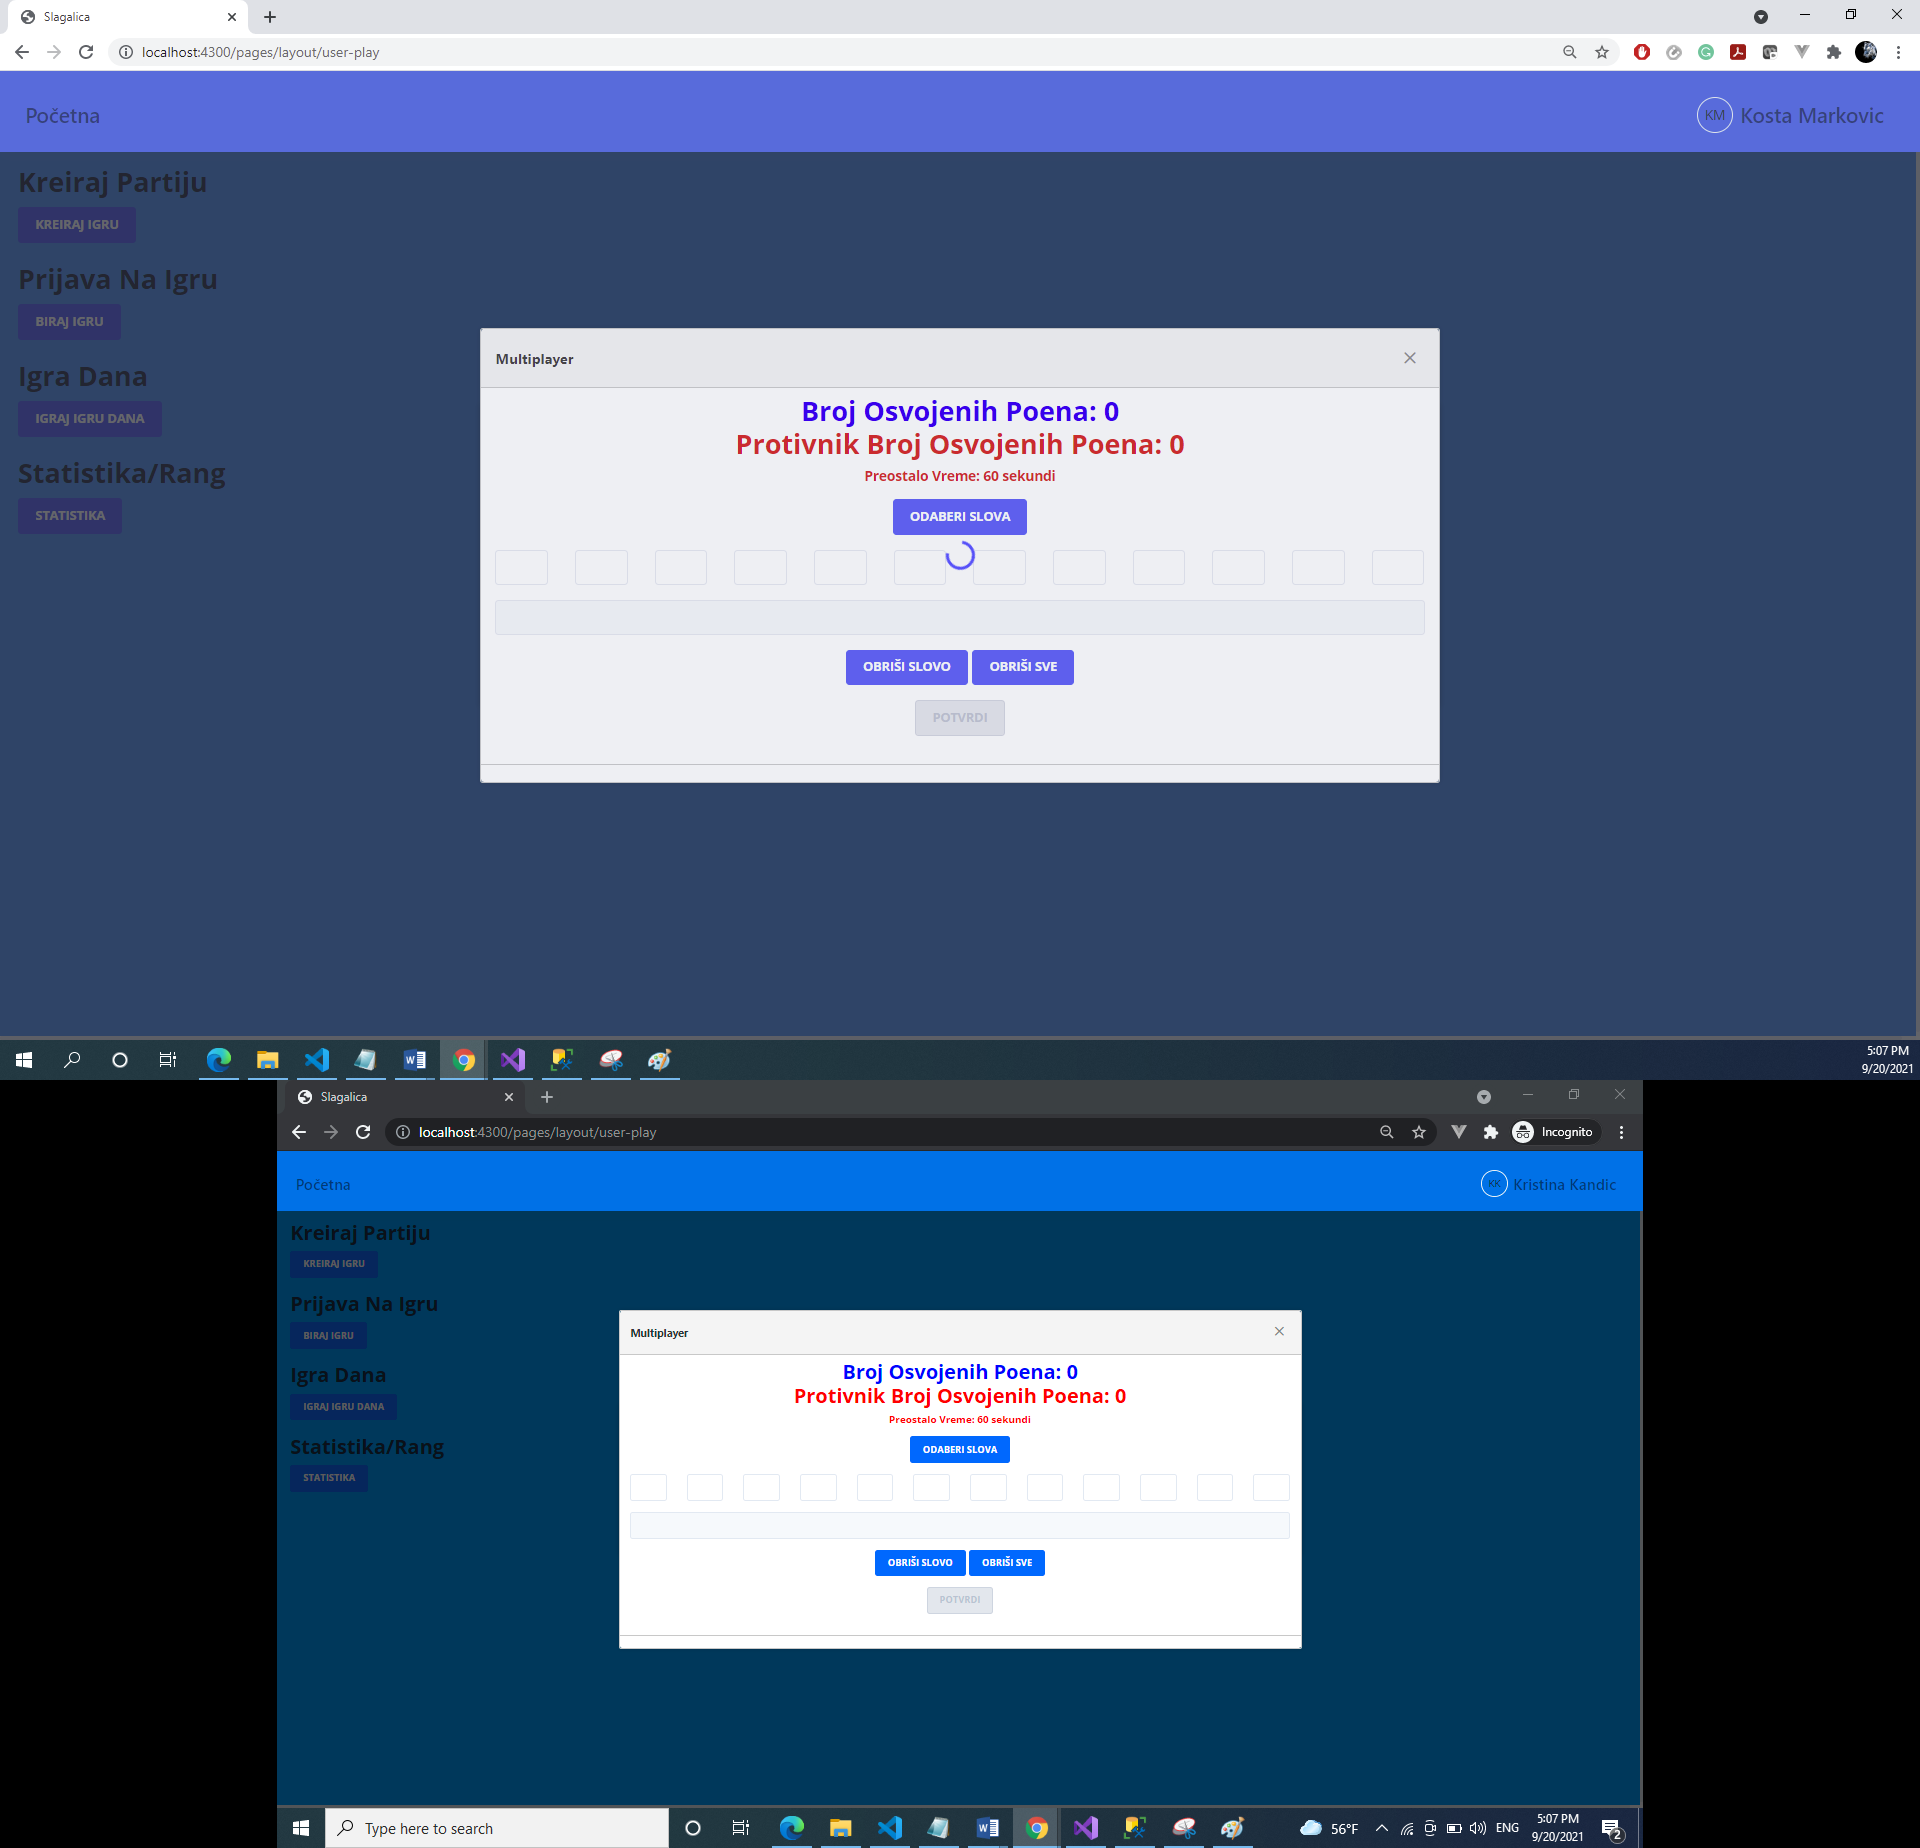 Slagalica
localhost:4300/pages/layout/user-play
Početna
KM Kosta Markovic
Kreiraj Partiju
KREIRAJ IGRU
Prijava Na Igru
BIRAJ IGRU
Igra Dana
IGRAJ IGRU DANA
Statistika/Rang
STATISTIKA
Multiplayer
Broj Osvojenih Poena: 0
Protivnik Broj Osvojenih Poena: 0
Preostalo Vreme: 60 sekundi
ODABERI SLOVA
OBRIŠI SLOVO OBRIŠI SVE
POTVRDI
5:07 PM
9/20/2021
Slagalica
localhost:4300/pages/layout/user-play
Incognito
Početna
KK Kristina Kandic
Kreiraj Partiju
KREIRAJ IGRU
Prijava Na Igru
BIRAJ IGRU
Igra Dana
IGRAJ IGRU DANA
Statistika/Rang
STATISTIKA
Multiplayer
Broj Osvojenih Poena: 0
Protivnik Broj Osvojenih Poena: 0
Preostalo Vreme: 60 sekundi
ODABERI SLOVA
OBRIŠI SLOVO OBRIŠI SVE
POTVRDI
Type here to search
56°F
ENG
5:07 PM
9/20/2021
2